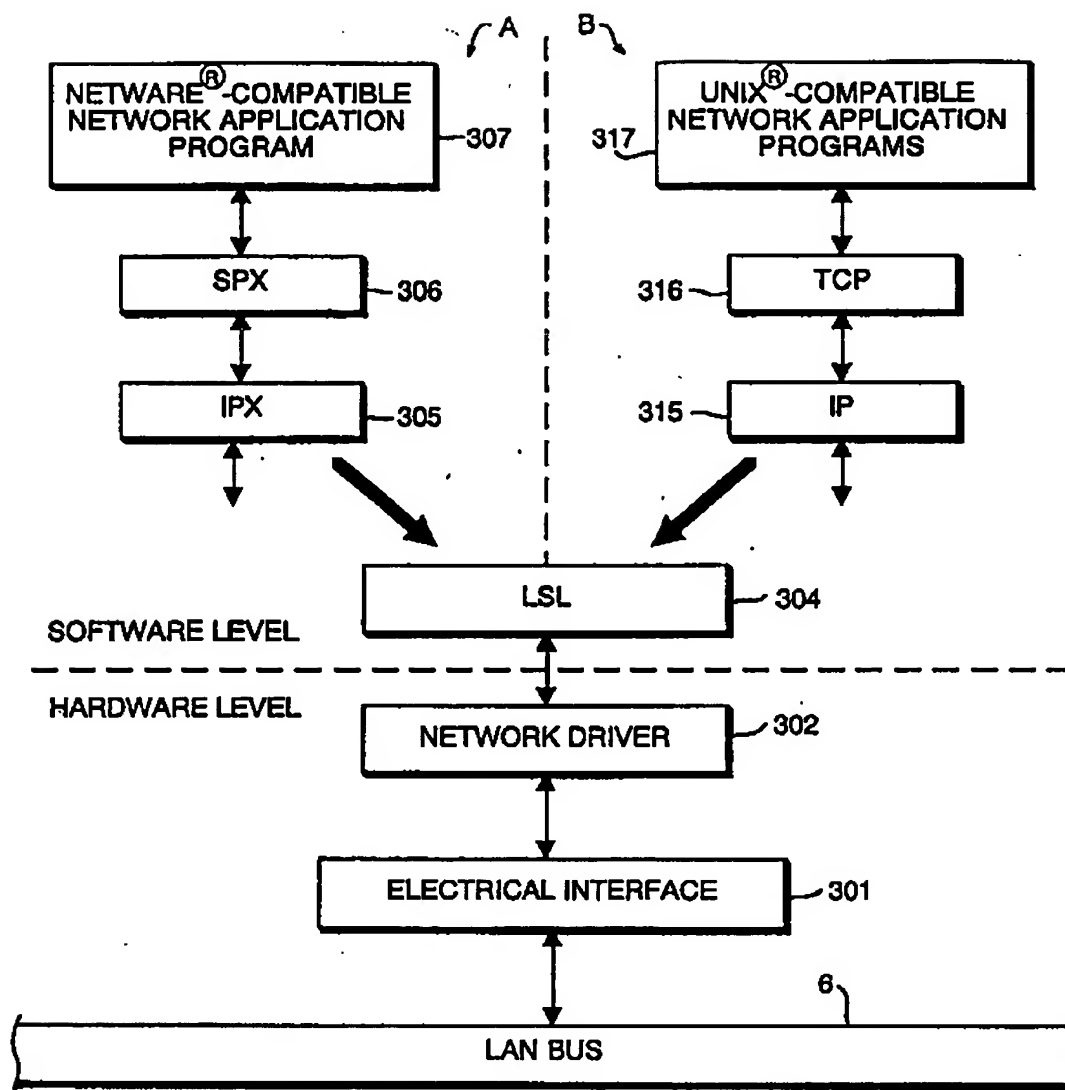 A
B
NETWARE®-COMPATIBLE
NETWORK APPLICATION
PROGRAM
307
UNIX®-COMPATIBLE
NETWORK APPLICATION
PROGRAMS
317
SPX
306
TCP
316
IPX
305
IP
315
LSL
304
SOFTWARE LEVEL
HARDWARE LEVEL
NETWORK DRIVER
302
ELECTRICAL INTERFACE
301
6
LAN BUS